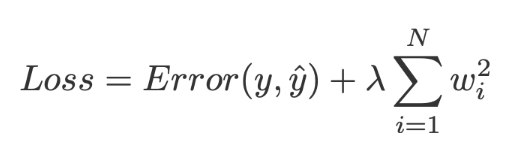 Loss = Error(y, ŷ) + λ ∑_{i=1}^{N} w_i^2